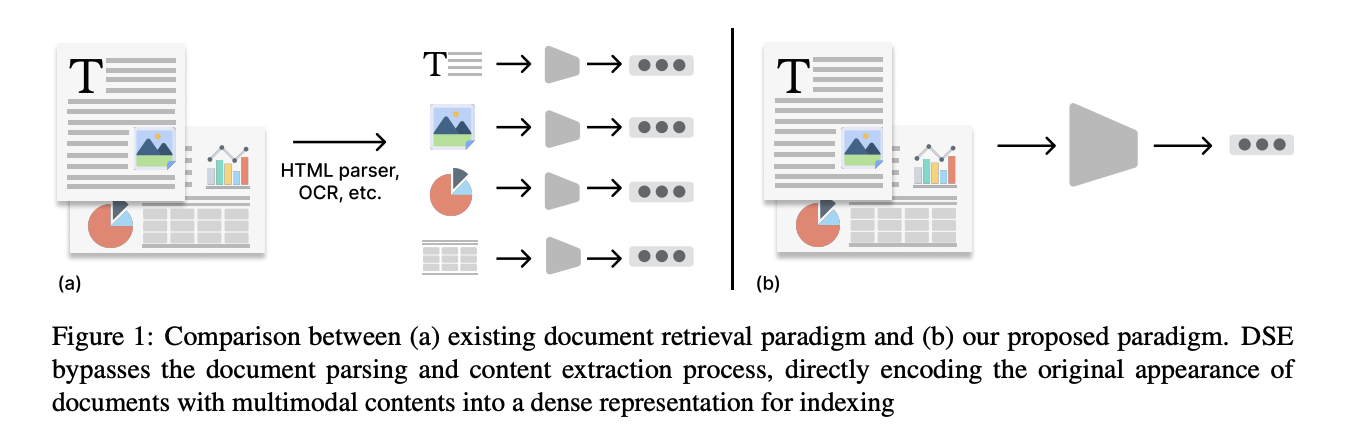 T
T
HTML parser,
OCR, etc.
(a)
T
(b)
Figure 1: Comparison between (a) existing document retrieval paradigm and (b) our proposed paradigm. DSE
bypasses the document parsing and content extraction process, directly encoding the original appearance of
documents with multimodal contents into a dense representation for indexing